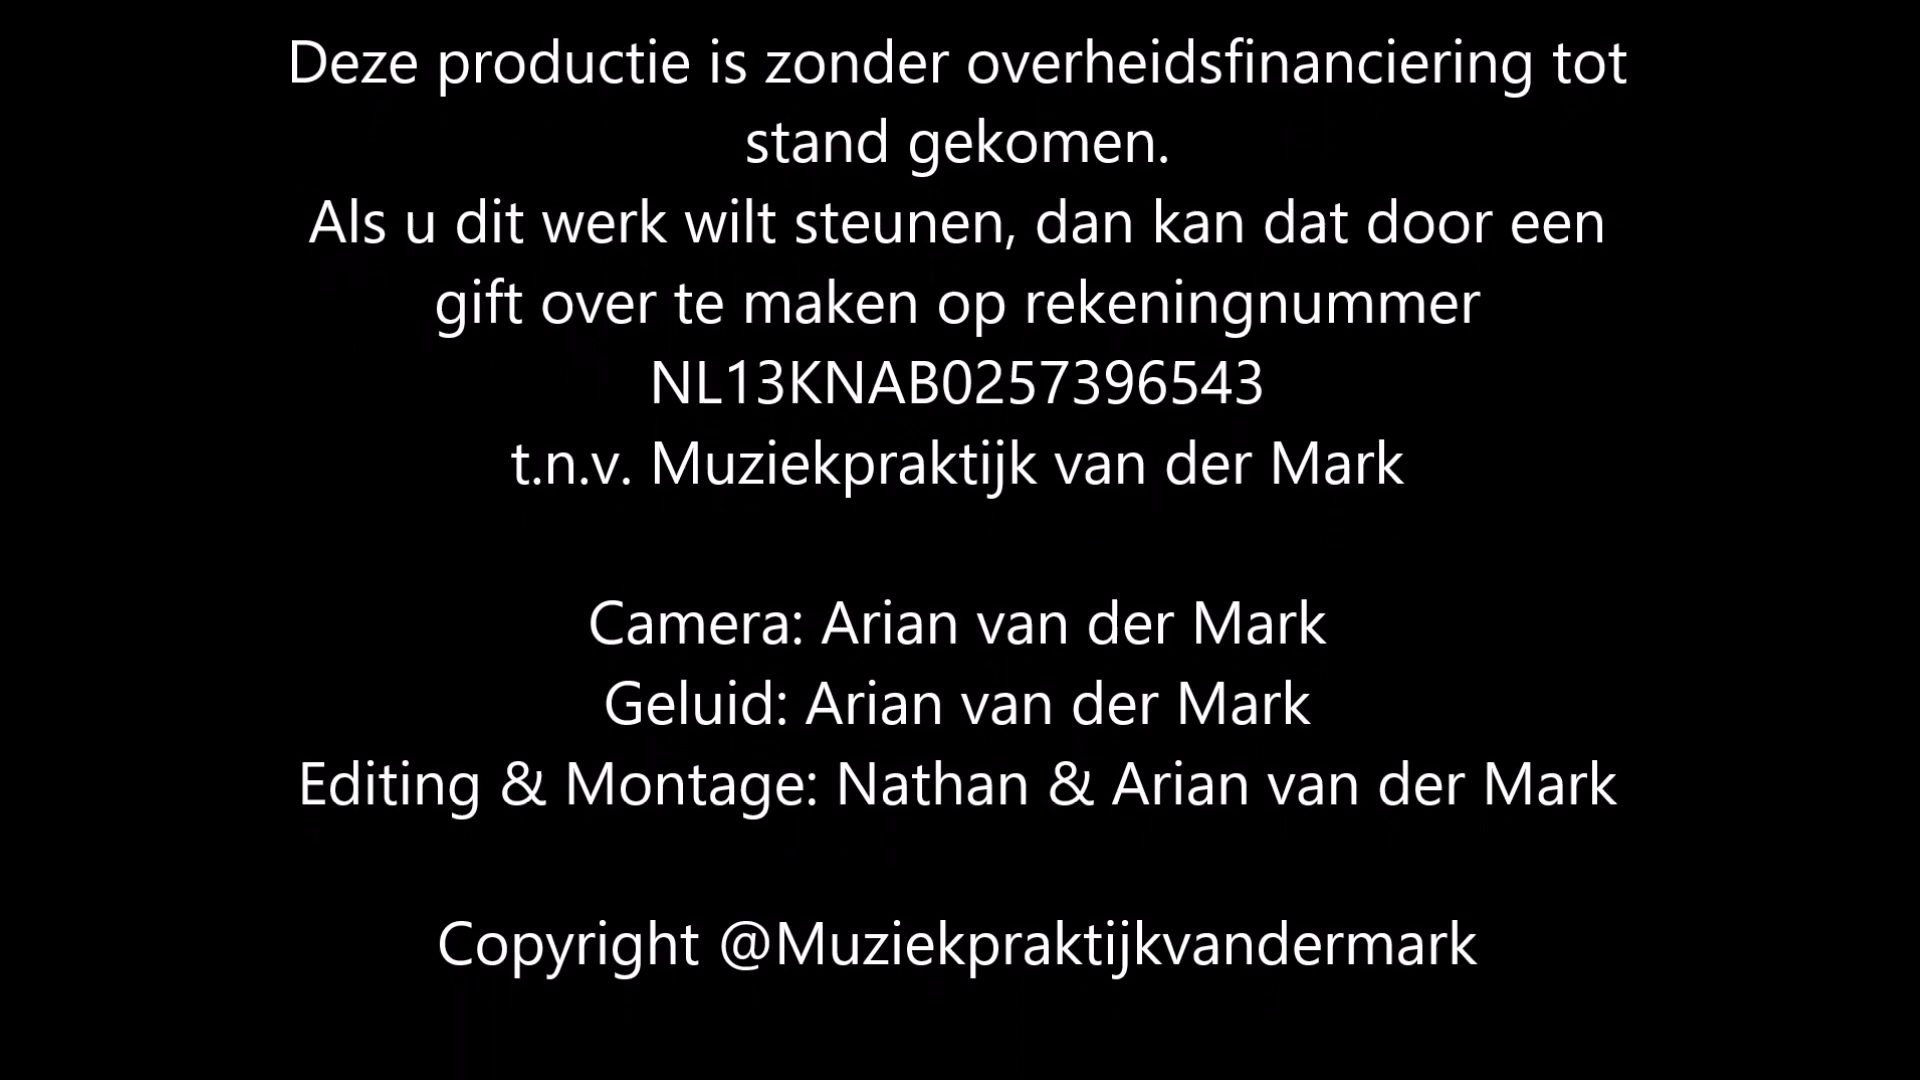 Deze productie is zonder overheidsfinanciering tot
stand gekomen.
Als u dit werk wilt steunen, dan kan dat door een
gift over te maken op rekeningnummer
NL13KNAB0257396543
t.n.v. Muziekpraktijk van der Mark
Camera: Arian van der Mark
Geluid: Arian van der Mark
Editing & Montage: Nathan & Arian van der Mark
Copyright @Muziekpraktijkvandermark